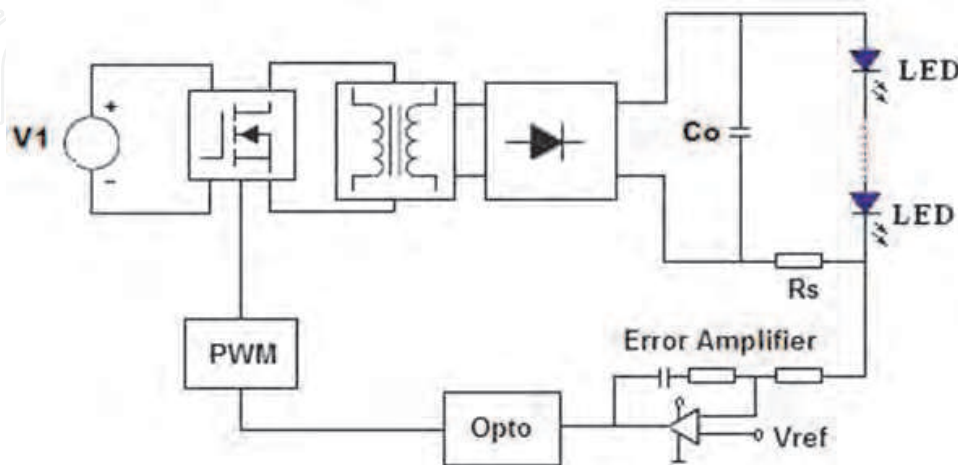 V1
+
−
Co
LED
LED
Rs
PWM
Error Amplifier
Opto
Vref